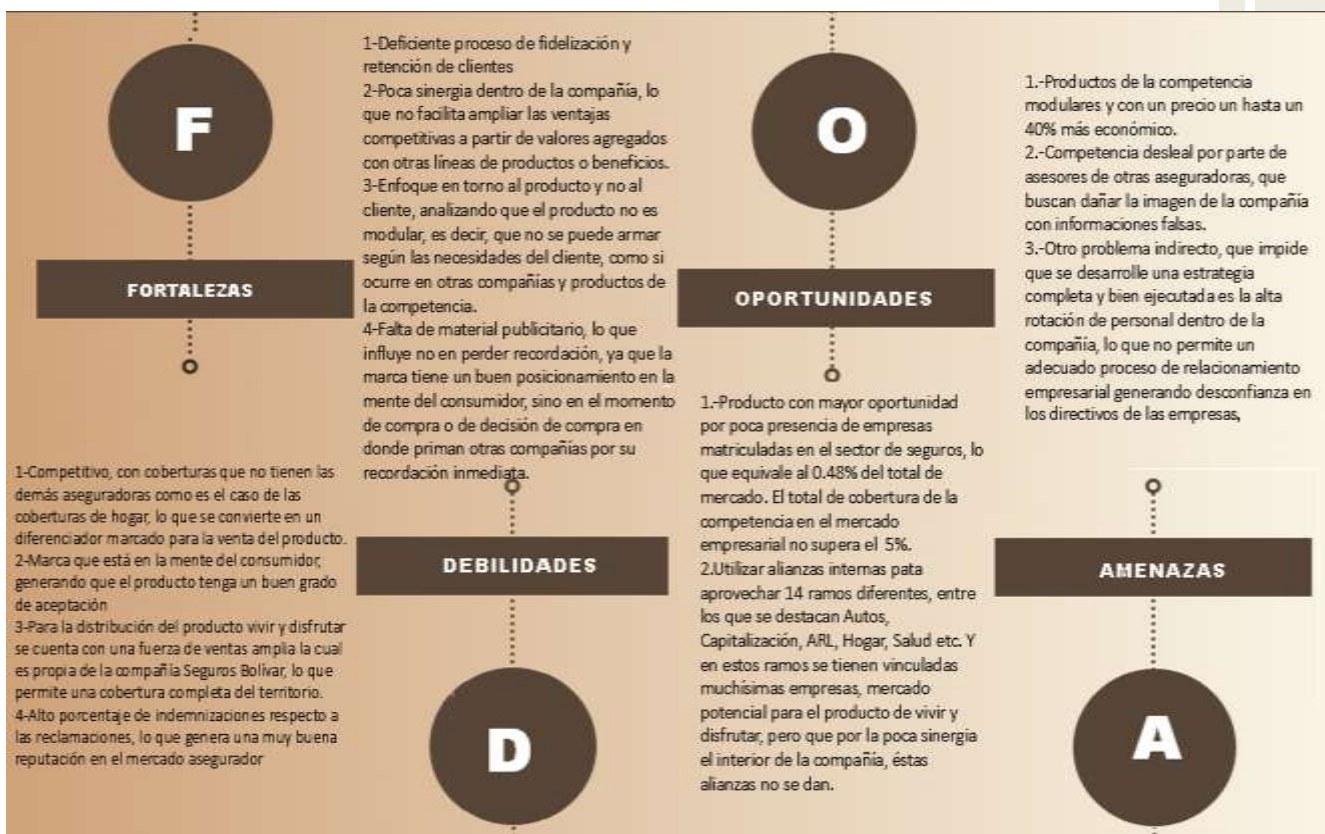 F
FORTALEZAS
1-Competitivo, con coberturas que no tienen las
demás aseguradoras como es el caso de las
coberturas de hogar, lo que se convierte en un
diferenciador marcado para la venta del producto.
2-Marca que está en la mente del consumidor,
generando que el producto tenga un buen grado
de aceptación
3-Para la distribución del producto vivir y disfrutar
se cuenta con una fuerza de ventas amplia la cual
es propia de la compañía Seguros Bolívar, lo que
permite una cobertura completa del territorio.
4-Alto porcentaje de indemnizaciones respecto a
las reclamaciones, lo que genera una muy buena
reputación en el mercado asegurador
1-Deficiente proceso de fidelización y
retención de clientes
2-Poca sinergia dentro de la compañía, lo
que no facilita ampliar las ventajas
competitivas a partir de valores agregados
con otras líneas de productos o beneficios.
3-Enfoque en torno al producto y no al
cliente, analizando que el producto no es
modular, es decir, que no se puede armar
según las necesidades del cliente, como si
ocurre en otras compañías y productos de
la competencia.
4-Falta de material publicitario, lo que
influye no en perder recordación, ya que la
marca tiene un buen posicionamiento en la
mente del consumidor, sino en el momento
de compra o de decisión de compra en
donde priman otras compañías por su
recordación inmediata.
DEBILIDADES
D
O
OPORTUNIDADES
1.-Producto con mayor oportunidad
por poca presencia de empresas
matriculadas en el sector de seguros, lo
que equivale al 0.48% del total de
mercado. El total de cobertura de la
competencia en el mercado
empresarial no supera el 5%.
2.Utilizar alianzas internas pata
aprovechar 14 ramos diferentes, entre
los que se destacan Autos,
Capitalización, ARL, Hogar, Salud etc. Y
en estos ramos se tienen vinculadas
muchísimas empresas, mercado
potencial para el producto de vivir y
disfrutar, pero que por la poca sinergia
el interior de la compañía, éstas
alianzas no se dan.
1.-Productos de la competencia
modulares y con un precio un hasta un
40% más económico.
2.-Competencia desleal por parte de
asesores de otras aseguradoras, que
buscan dañar la imagen de la compañía
con informaciones falsas.
3.-Otro problema indirecto, que impide
que se desarrolle una estrategia
completa y bien ejecutada es la alta
rotación de personal dentro de la
compañía, lo que no permite un
adecuado proceso de relacionamiento
empresarial generando desconfianza en
los directivos de las empresas,
AMENAZAS
A